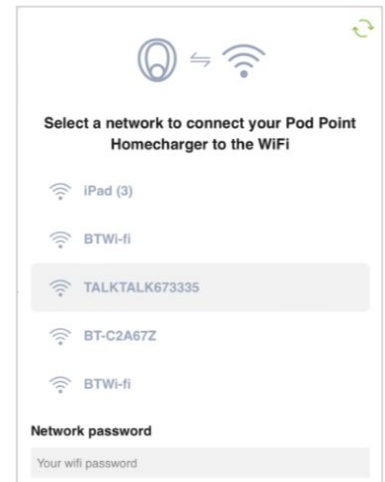 Select a network to connect your Pod Point
Homecharger to the WiFi
iPad (3)
BTWi-fi
TALKTALK673335
BT-C2A67Z
BTWi-fi
Network password
Your wifi password